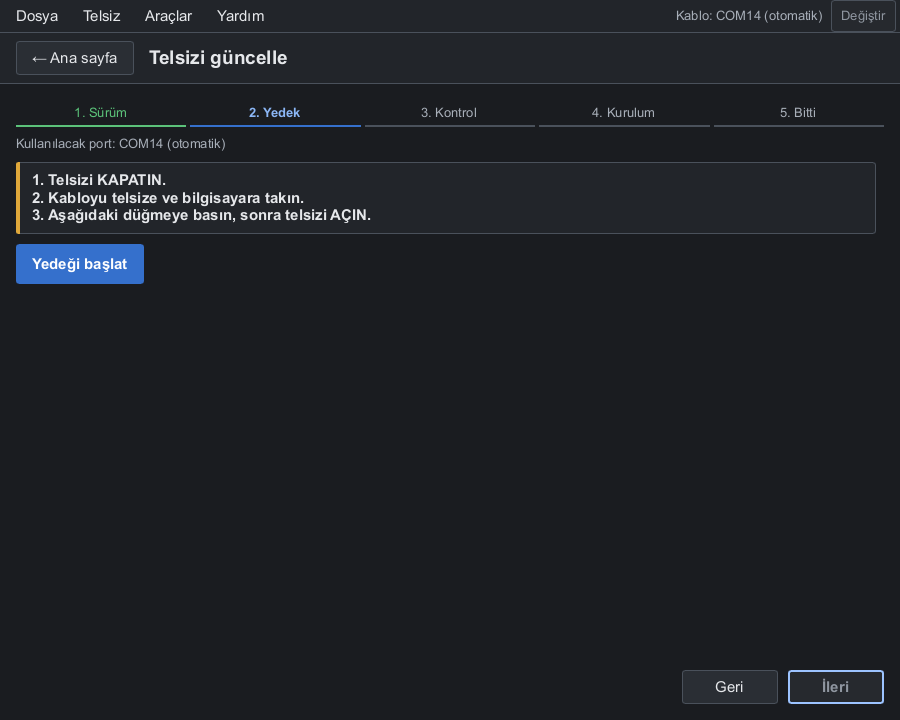 Dosya Telsiz Araçlar Yardım Kablo: COM14 (otomatik) Değiştir
← Ana sayfa Telsizi güncelle
1. Sürüm 2. Yedek 3. Kontrol 4. Kurulum 5. Bitti
Kullanılacak port: COM14 (otomatik)
1. Telsizi KAPATIN.
2. Kabloyu telsize ve bilgisayara takın.
3. Aşağıdaki düğmeye basın, sonra telsizi AÇIN.
Yedeği başlat
Geri İleri